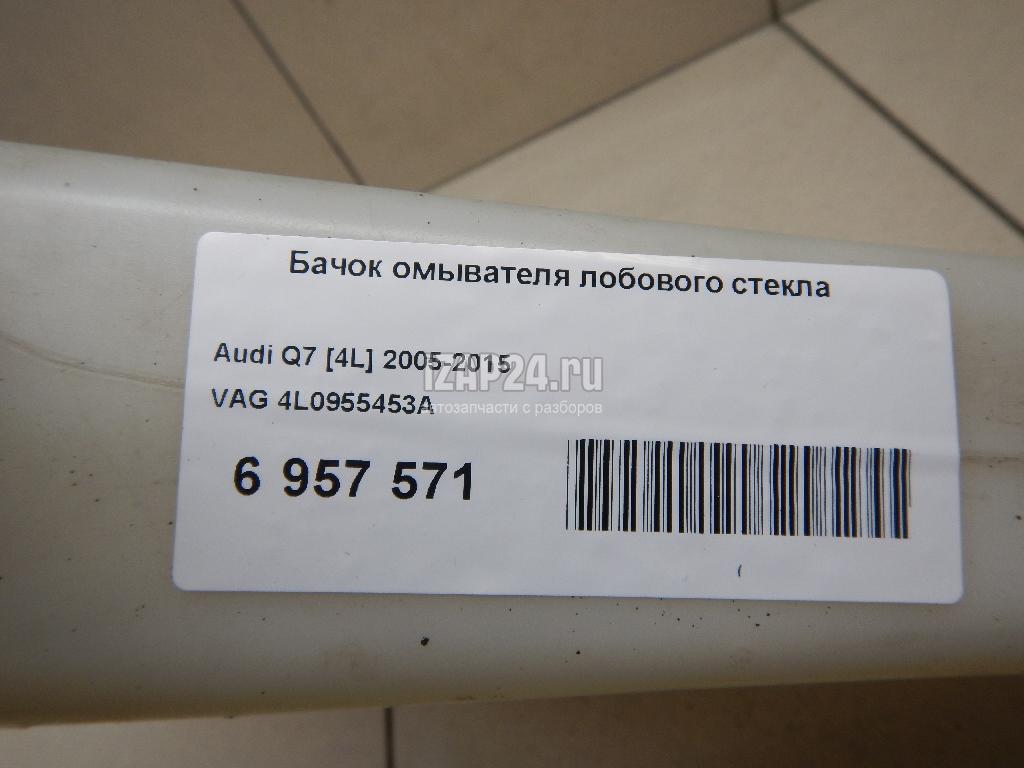 Бачок омывателя лобового стекла
Audi Q7 [4L] 2005-2015
IZAP24.ru
VAG 4L0955453A
Автозапчасти с разборов
6 957 571